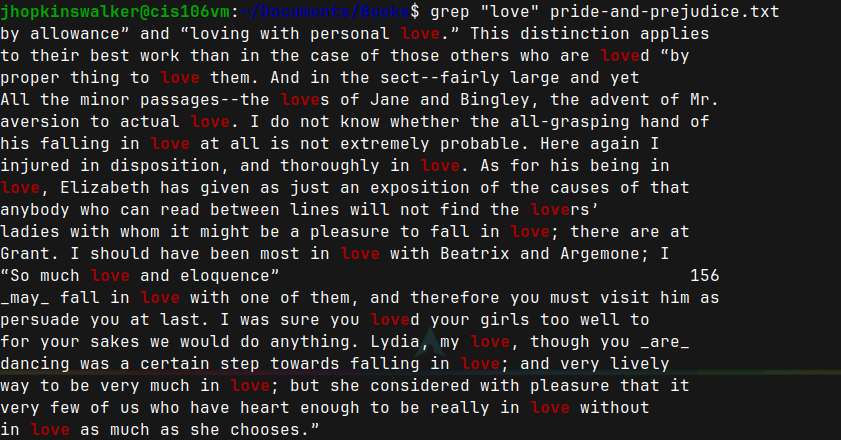 jhopkinswalker@cis106vm:~/Documents/Books$ grep "love" pride-and-prejudice.txt
by allowance” and “loving with personal love.” This distinction applies
to their best work than in the case of those others who are loved “by
proper thing to love them. And in the sect--fairly large and yet
All the minor passages--the loves of Jane and Bingley, the advent of Mr.
aversion to actual love. I do not know whether the all-grasping hand of
his falling in love at all is not extremely probable. Here again I
injured in disposition, and thoroughly in love. As for his being in
love, Elizabeth has given as just an exposition of the causes of that
anybody who can read between lines will not find the lovers’
ladies with whom it might be a pleasure to fall in love; there are at
Grant. I should have been most in love with Beatrix and Argemone; I
“So much love and eloquence” 156
_may_ fall in love with one of them, and therefore you must visit him as
persuade you at last. I was sure you loved your girls too well to
for your sakes we would do anything. Lydia, my love, though you _are_
dancing was a certain step towards falling in love; and very lively
way to be very much in love; but she considered with pleasure that it
very few of us who have heart enough to be really in love without
in love as much as she chooses.”